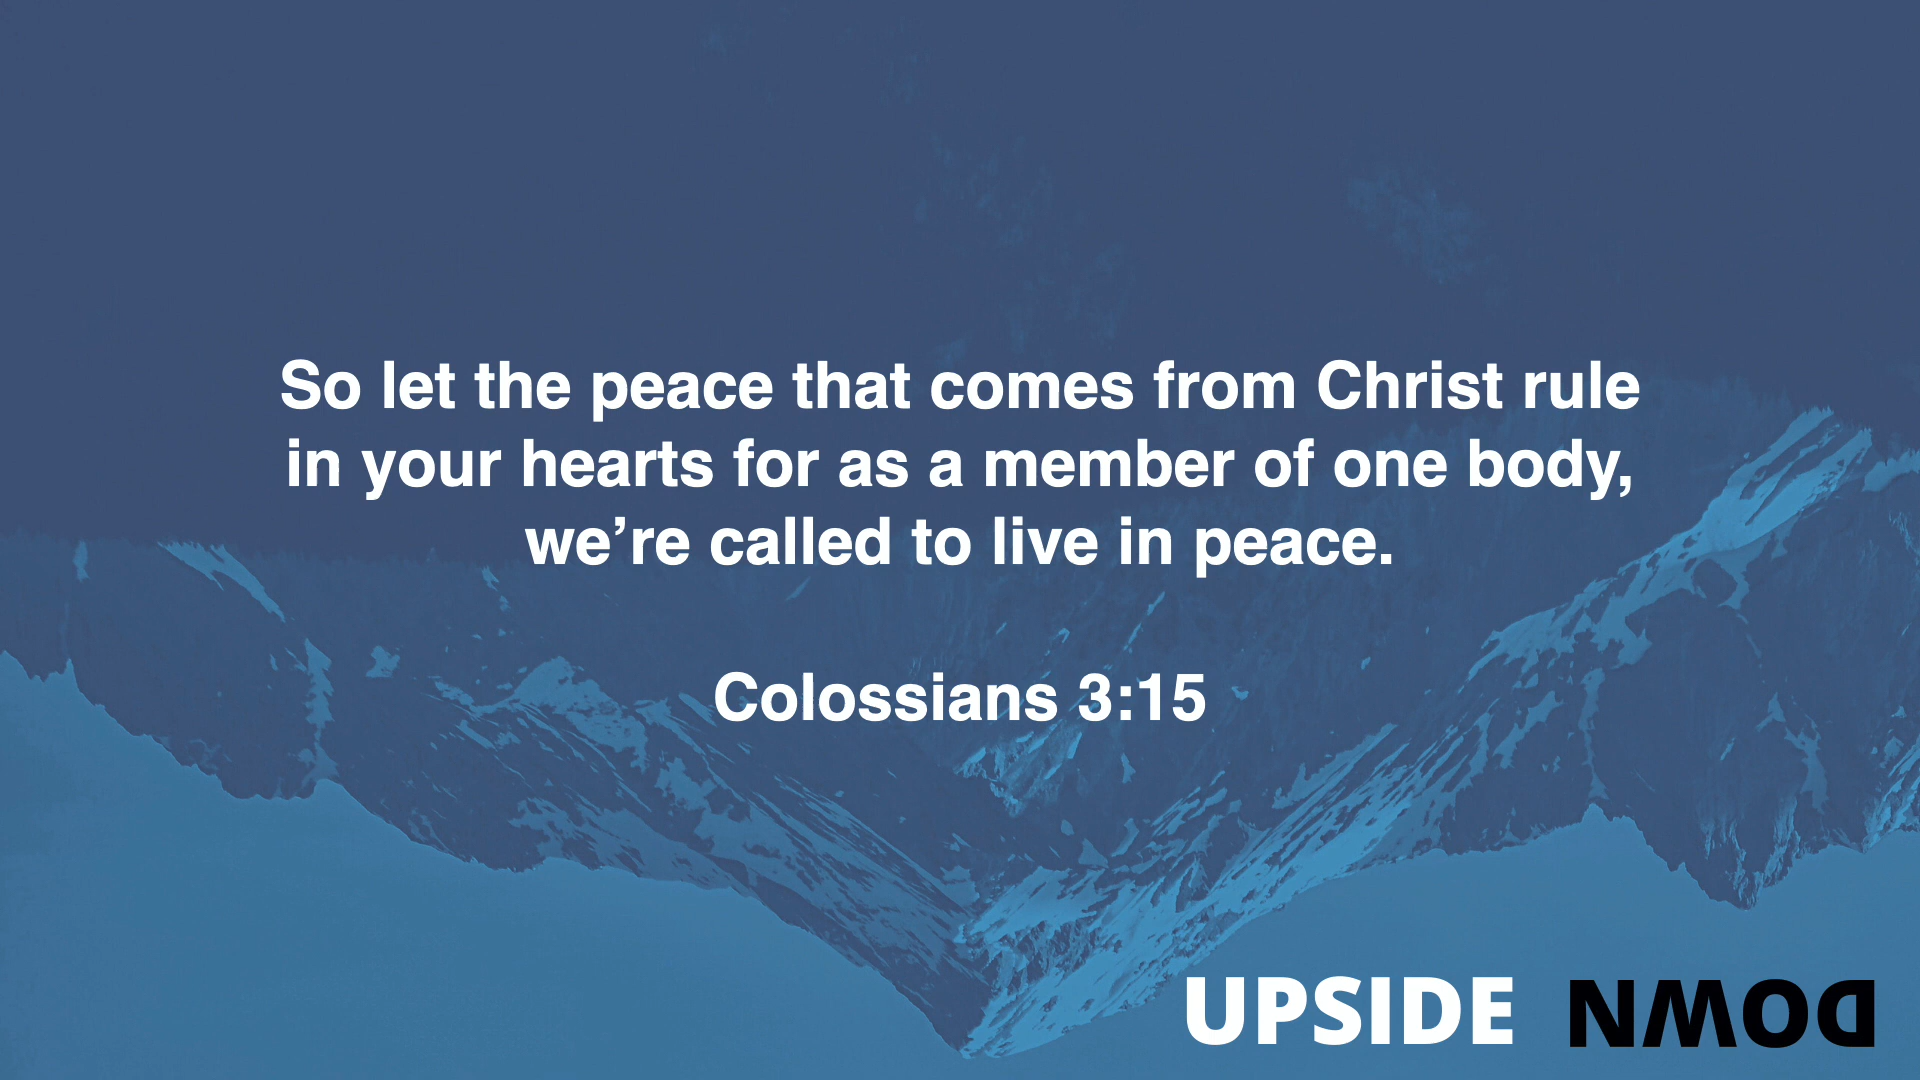 So let the peace that comes from Christ rule
in your hearts for as a member of one body,
we’re called to live in peace.
Colossians 3:15
UPSIDE DOWN